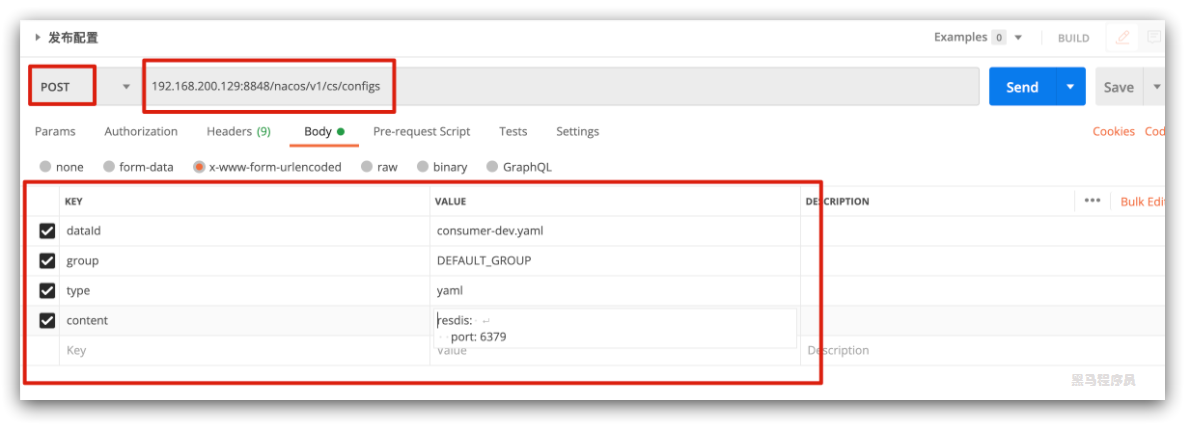 发布配置 Examples 0 BUILD
POST 192.168.200.129:8848/nacos/v1/cs/configs Send Save
Params Authorization Headers (9) Body Pre-request Script Tests Settings Cookies Cod
none form-data x-www-form-urlencoded raw binary GraphQL
KEY VALUE DESCRIPTION ••• Bulk Edit
dataId consumer-dev.yaml
group DEFAULT_GROUP
type yaml
content resdis:
port: 6379
Key Value Description
黑马程序员